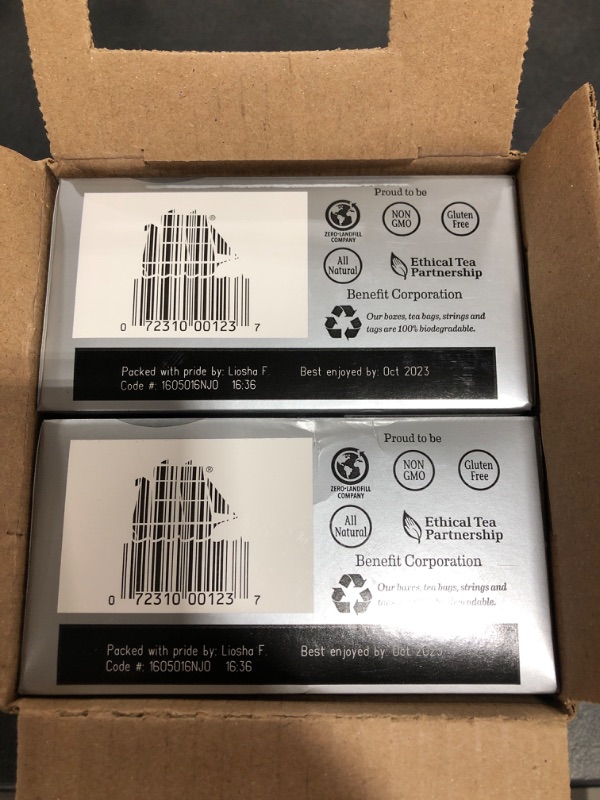 Proud to be
®
ZERO-LANDFILL
COMPANY
NON
GMO
Gluten
Free
All
Natural
Ethical Tea
Partnership
Benefit Corporation
Our boxes, tea bags, strings and
tags are 100% biodegradable.
0 72310 00123 7
Packed with pride by: Liosha F. Best enjoyed by: Oct 2023
Code #: 1605016NJO 16:36
Proud to be
®
ZERO-LANDFILL
COMPANY
NON
GMO
Gluten
Free
All
Natural
Ethical Tea
Partnership
Benefit Corporation
Our boxes, tea bags, strings and
0 72310 00123 7
Packed with pride by: Liosha F. Best enjoyed by: Oct 2023
Code #: 1605016NJO 16:36